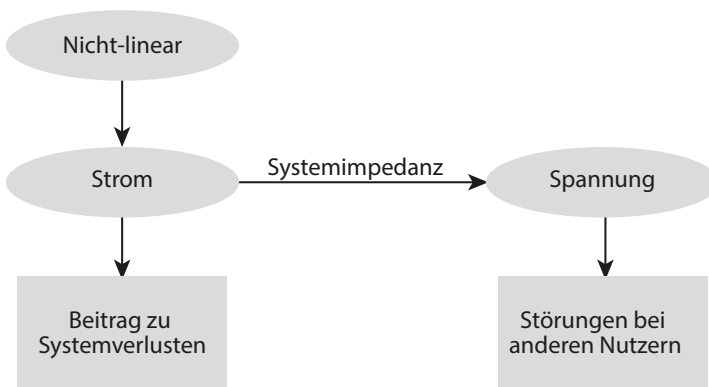 Nicht-linear
Strom
Systemimpedanz
Spannung
Beitrag zu
Systemverlusten
Störungen bei
anderen Nutzern